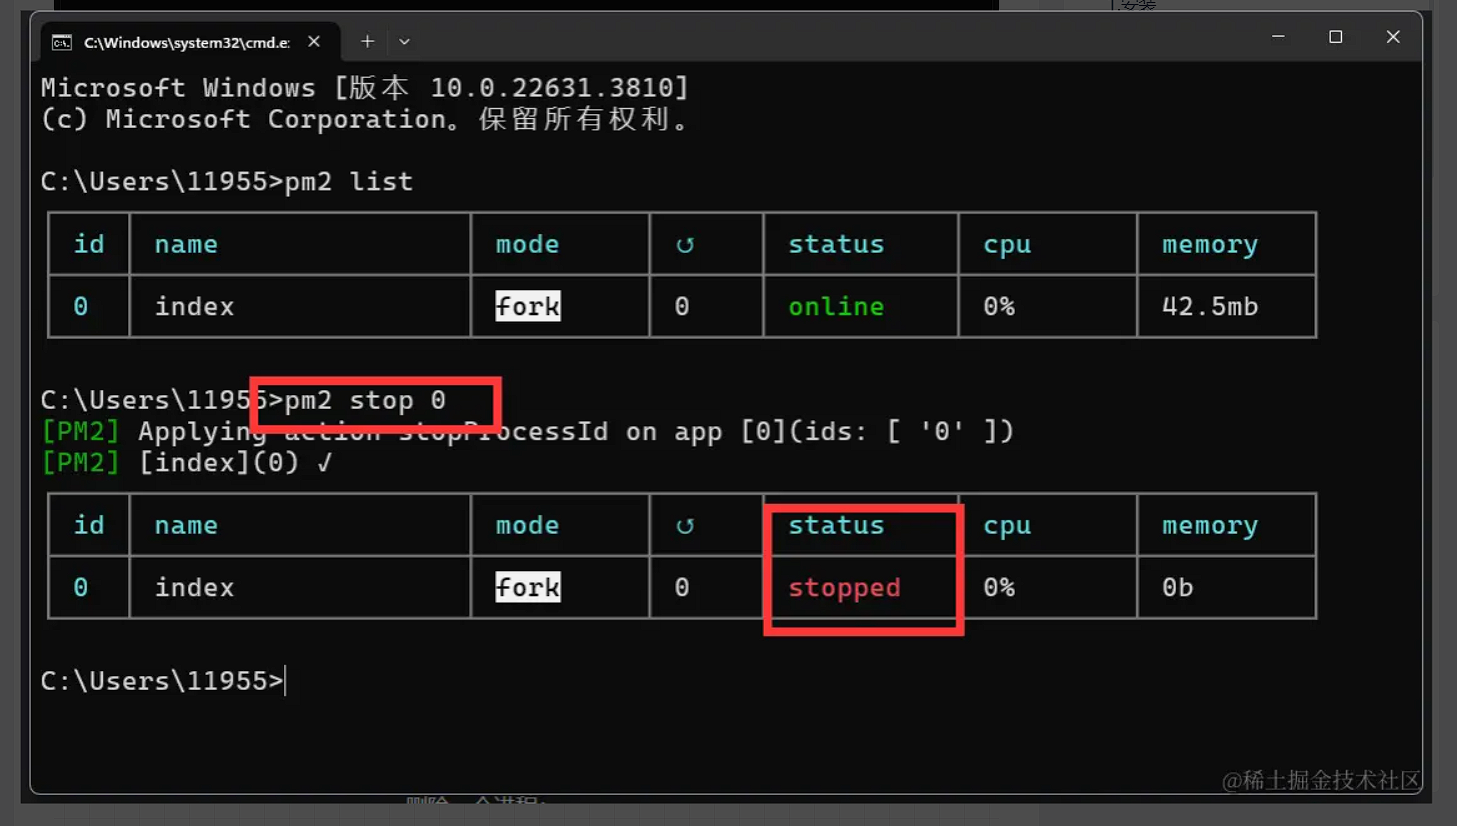 安装
C:\Windows\system32\cmd.e:
Microsoft Windows [版本 10.0.22631.3810]
(c) Microsoft Corporation。保留所有权利。
C:\Users\11955>pm2 list
id name mode ↺ status cpu memory
0 index fork 0 online 0% 42.5mb
C:\Users\11955>pm2 stop 0
[PM2] Applying action stopProcessId on app [0](ids: [ '0' ])
[PM2] [index](0) √
id name mode ↺ status cpu memory
0 index fork 0 stopped 0% 0b
C:\Users\11955>
@稀土掘金技术社区